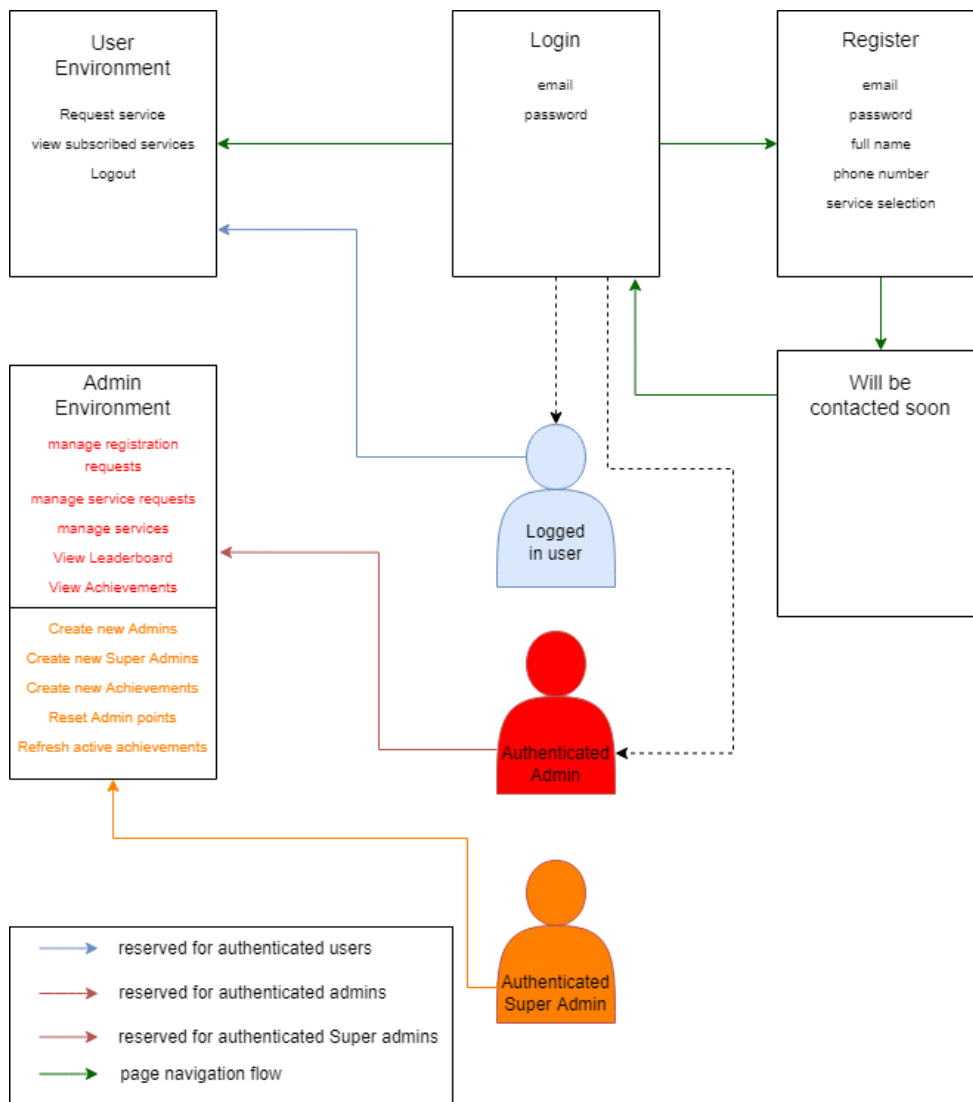 User
Environment
Request service
view subscribed services
Logout
Login
email
password
Register
email
password
full name
phone number
service selection
Will be
contacted soon
Admin
Environment
manage registration
requests
manage service requests
manage services
View Leaderboard
View Achievements
Create new Admins
Create new Super Admins
Create new Achievements
Reset Admin points
Refresh active achievements
Logged
in user
Authenticated
Admin
Authenticated
Super Admin
reserved for authenticated users
reserved for authenticated admins
reserved for authenticated Super admins
page navigation flow